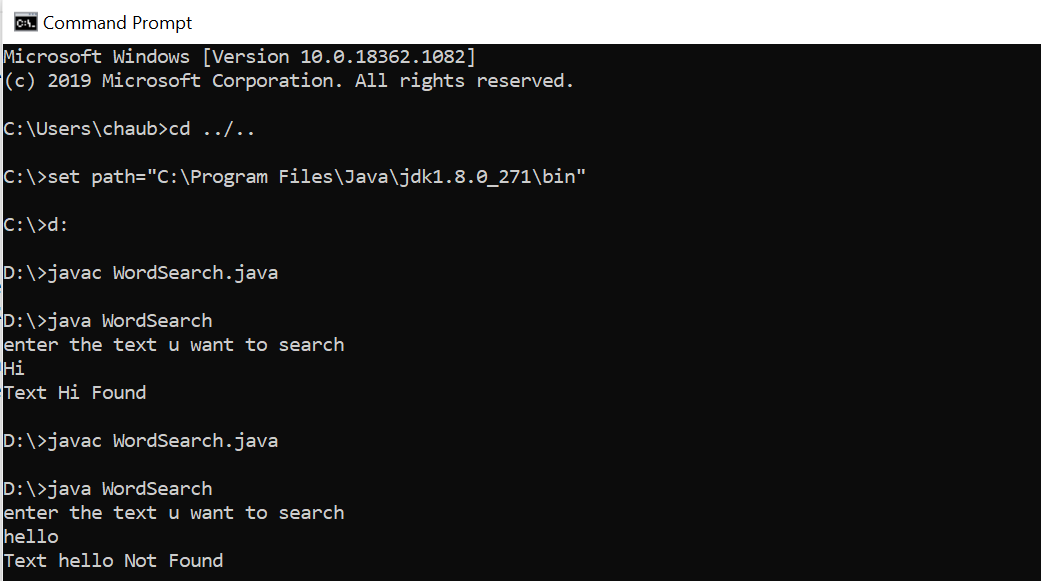 Command Prompt
Microsoft Windows [Version 10.0.18362.1082]
(c) 2019 Microsoft Corporation. All rights reserved.
C:\Users\chaub>cd ../..
C:\>set path="C:\Program Files\Java\jdk1.8.0_271\bin"
C:\>d:
D:\>javac WordSearch.java
D:\>java WordSearch
enter the text u want to search
Hi
Text Hi Found
D:\>javac WordSearch.java
D:\>java WordSearch
enter the text u want to search
hello
Text hello Not Found